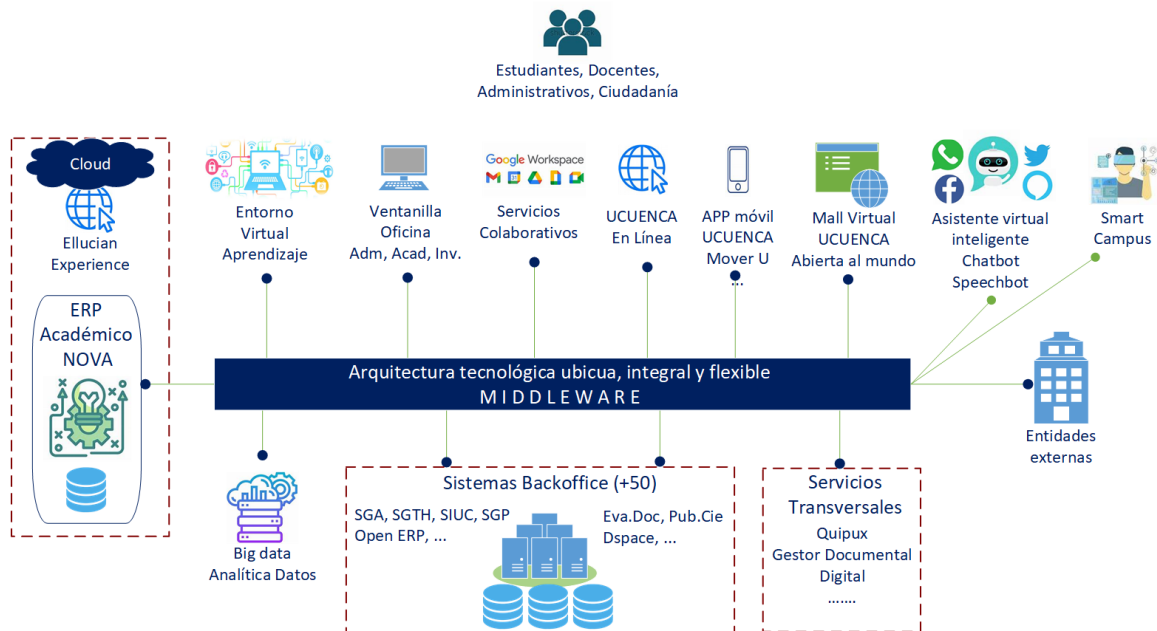 Estudiantes, Docentes,
Administrativos, Ciudadanía
Cloud
Ellucian
Experience
ERP
Académico
NOVA
Entorno
Virtual
Aprendizaje
Ventanilla
Oficina
Adm, Acad, Inv.
Google Workspace
Servicios
Colaborativos
UCUENCA
En Línea
APP móvil
UCUENCA
Mover U
...
Mall Virtual
UCUENCA
Abierta al mundo
Asistente virtual
inteligente
Chatbot
Speechbot
Smart
Campus
Arquitectura tecnológica ubicua, integral y flexible
MIDDLEWARE
Entidades
externas
Big data
Analítica Datos
Sistemas Backoffice (+50)
SGA, SGTH, SIUC, SGP
Open ERP, ...
Eva.Doc, Pub.Cie
Dspace, ...
Servicios
Transversales
Quipux
Gestor Documental
Digital
.......